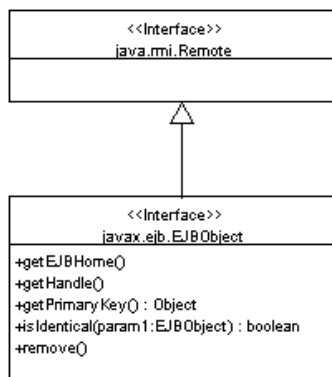 <<Interface>>
java.rmi.Remote
<<Interface>>
javax.ejb.EJBObject
+getEJBHome()
+getHandle()
+getPrimaryKey() : Object
+isIdentical(param1:EJBObject) : boolean
+remove()